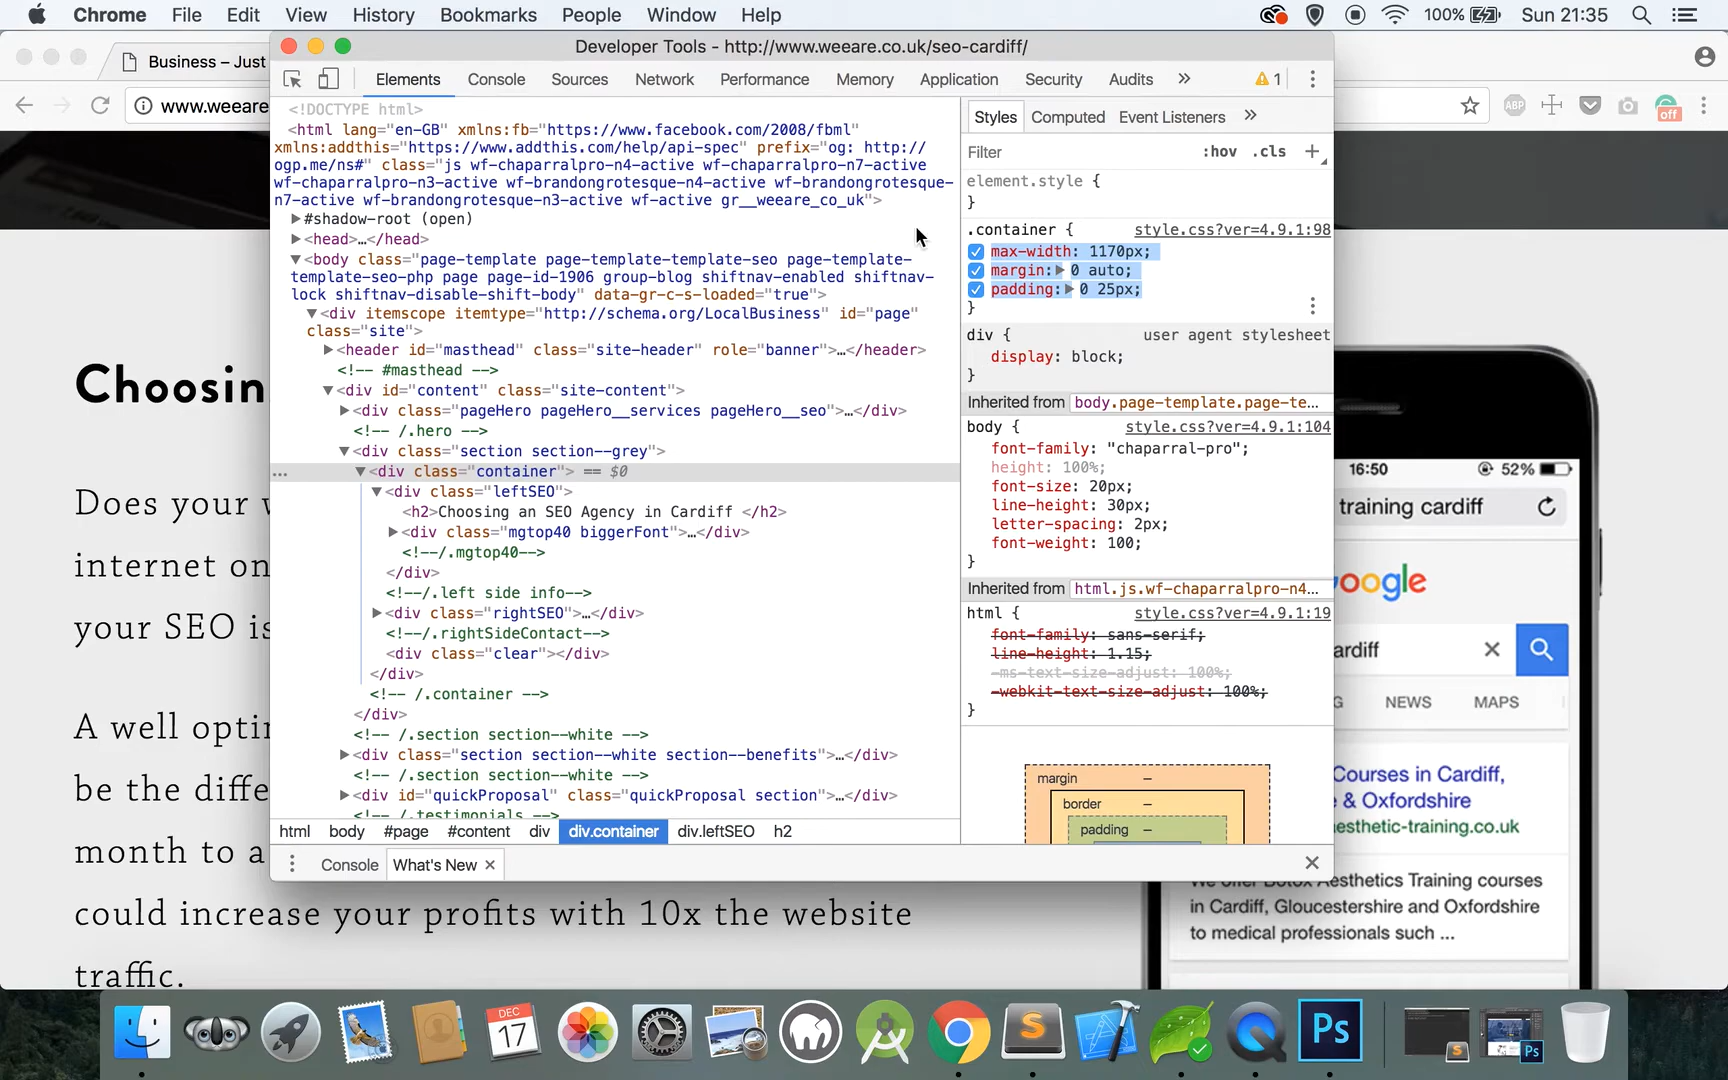 Chrome File Edit View History Bookmarks People Window Help 100% Sun 21:35
Developer Tools - http://www.weeare.co.uk/seo-cardiff/
Business – Just
www.weeare
ABP
off
Elements Console Sources Network Performance Memory Application Security Audits » 1
<!DOCTYPE html>
<html lang="en-GB" xmlns:fb="https://www.facebook.com/2008/fbml"
xmlns:addthis="https://www.addthis.com/help/api-spec" prefix="og: http://
ogp.me/ns#" class="js wf-chaparralpro-n4-active wf-chaparralpro-n7-active
wf-chaparralpro-n3-active wf-brandongrotesque-n4-active wf-brandongrotesque-
n7-active wf-brandongrotesque-n3-active wf-active gr__weeare_co_uk">
#shadow-root (open)
<head>…</head>
<body class="page-template page-template-template-seo page-template-
template-seo-php page page-id-1906 group-blog shiftnav-enabled shiftnav-
lock shiftnav-disable-shift-body" data-gr-c-s-loaded="true">
<div itemscope itemtype="http://schema.org/LocalBusiness" id="page"
class="site">
<header id="masthead" class="site-header" role="banner">…</header>
<!-- #masthead -->
<div id="content" class="site-content">
<div class="pageHero pageHero__services pageHero__seo">…</div>
<!-- /.hero -->
<div class="section section--grey">
… <div class="container"> == $0
<div class="leftSEO">
<h2>Choosing an SEO Agency in Cardiff </h2>
<div class="mgtop40 biggerFont">…</div>
<!--/.mgtop40-->
</div>
<!--/.left side info-->
<div class="rightSEO">…</div>
<!--/.rightSideContact-->
<div class="clear"></div>
</div>
<!-- /.container -->
</div>
<!-- /.section section--white -->
<div class="section section--white section--benefits">…</div>
<!-- /.section section--white -->
<div id="quickProposal" class="quickProposal section">…</div>
<!-- /.testimonials -->
html body #page #content div div.container div.leftSEO h2
Console What's New ×
Styles Computed Event Listeners »
Filter :hov .cls +
element.style {
}
.container { style.css?ver=4.9.1:98
max-width: 1170px;
margin: 0 auto;
padding: 0 25px;
}
div { user agent stylesheet
display: block;
}
Inherited from body.page-template.page-te…
body { style.css?ver=4.9.1:104
font-family: "chaparral-pro";
height: 100%;
font-size: 20px;
line-height: 30px;
letter-spacing: 2px;
font-weight: 100;
}
Inherited from html.js.wf-chaparralpro-n4…
html { style.css?ver=4.9.1:19
font-family: sans-serif;
line-height: 1.15;
-ms-text-size-adjust: 100%;
-webkit-text-size-adjust: 100%;
}
margin –
border –
padding –
Choosin
Does your w
internet on
your SEO is
A well optim
be the diffe
month to a
could increase your profits with 10x the website
traffic.
16:50 52%
training cardiff
oogle
ardiff
G NEWS MAPS
Courses in Cardiff,
& Oxfordshire
aesthetic-training.co.uk
We offer Botox Aesthetics Training courses
in Cardiff, Gloucestershire and Oxfordshire
to medical professionals such ...
DEC
17
S
Ps
S
Ps